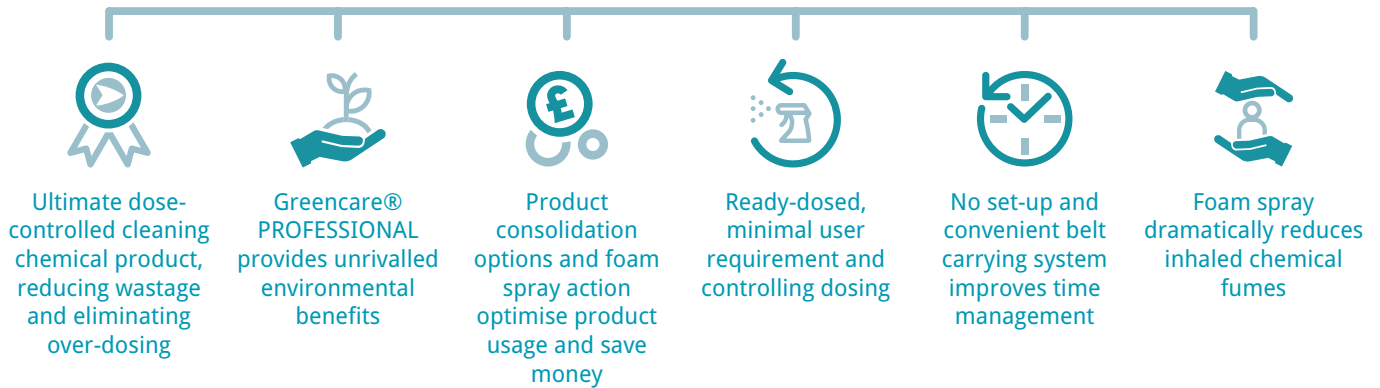 Ultimate dose-
controlled cleaning
chemical product,
reducing wastage
and eliminating
over-dosing
Greencare®
PROFESSIONAL
provides unrivalled
environmental
benefits
£
Product
consolidation
options and foam
spray action
optimise product
usage and save
money
Ready-dosed,
minimal user
requirement and
controlling dosing
No set-up and
convenient belt
carrying system
improves time
management
Foam spray
dramatically reduces
inhaled chemical
fumes